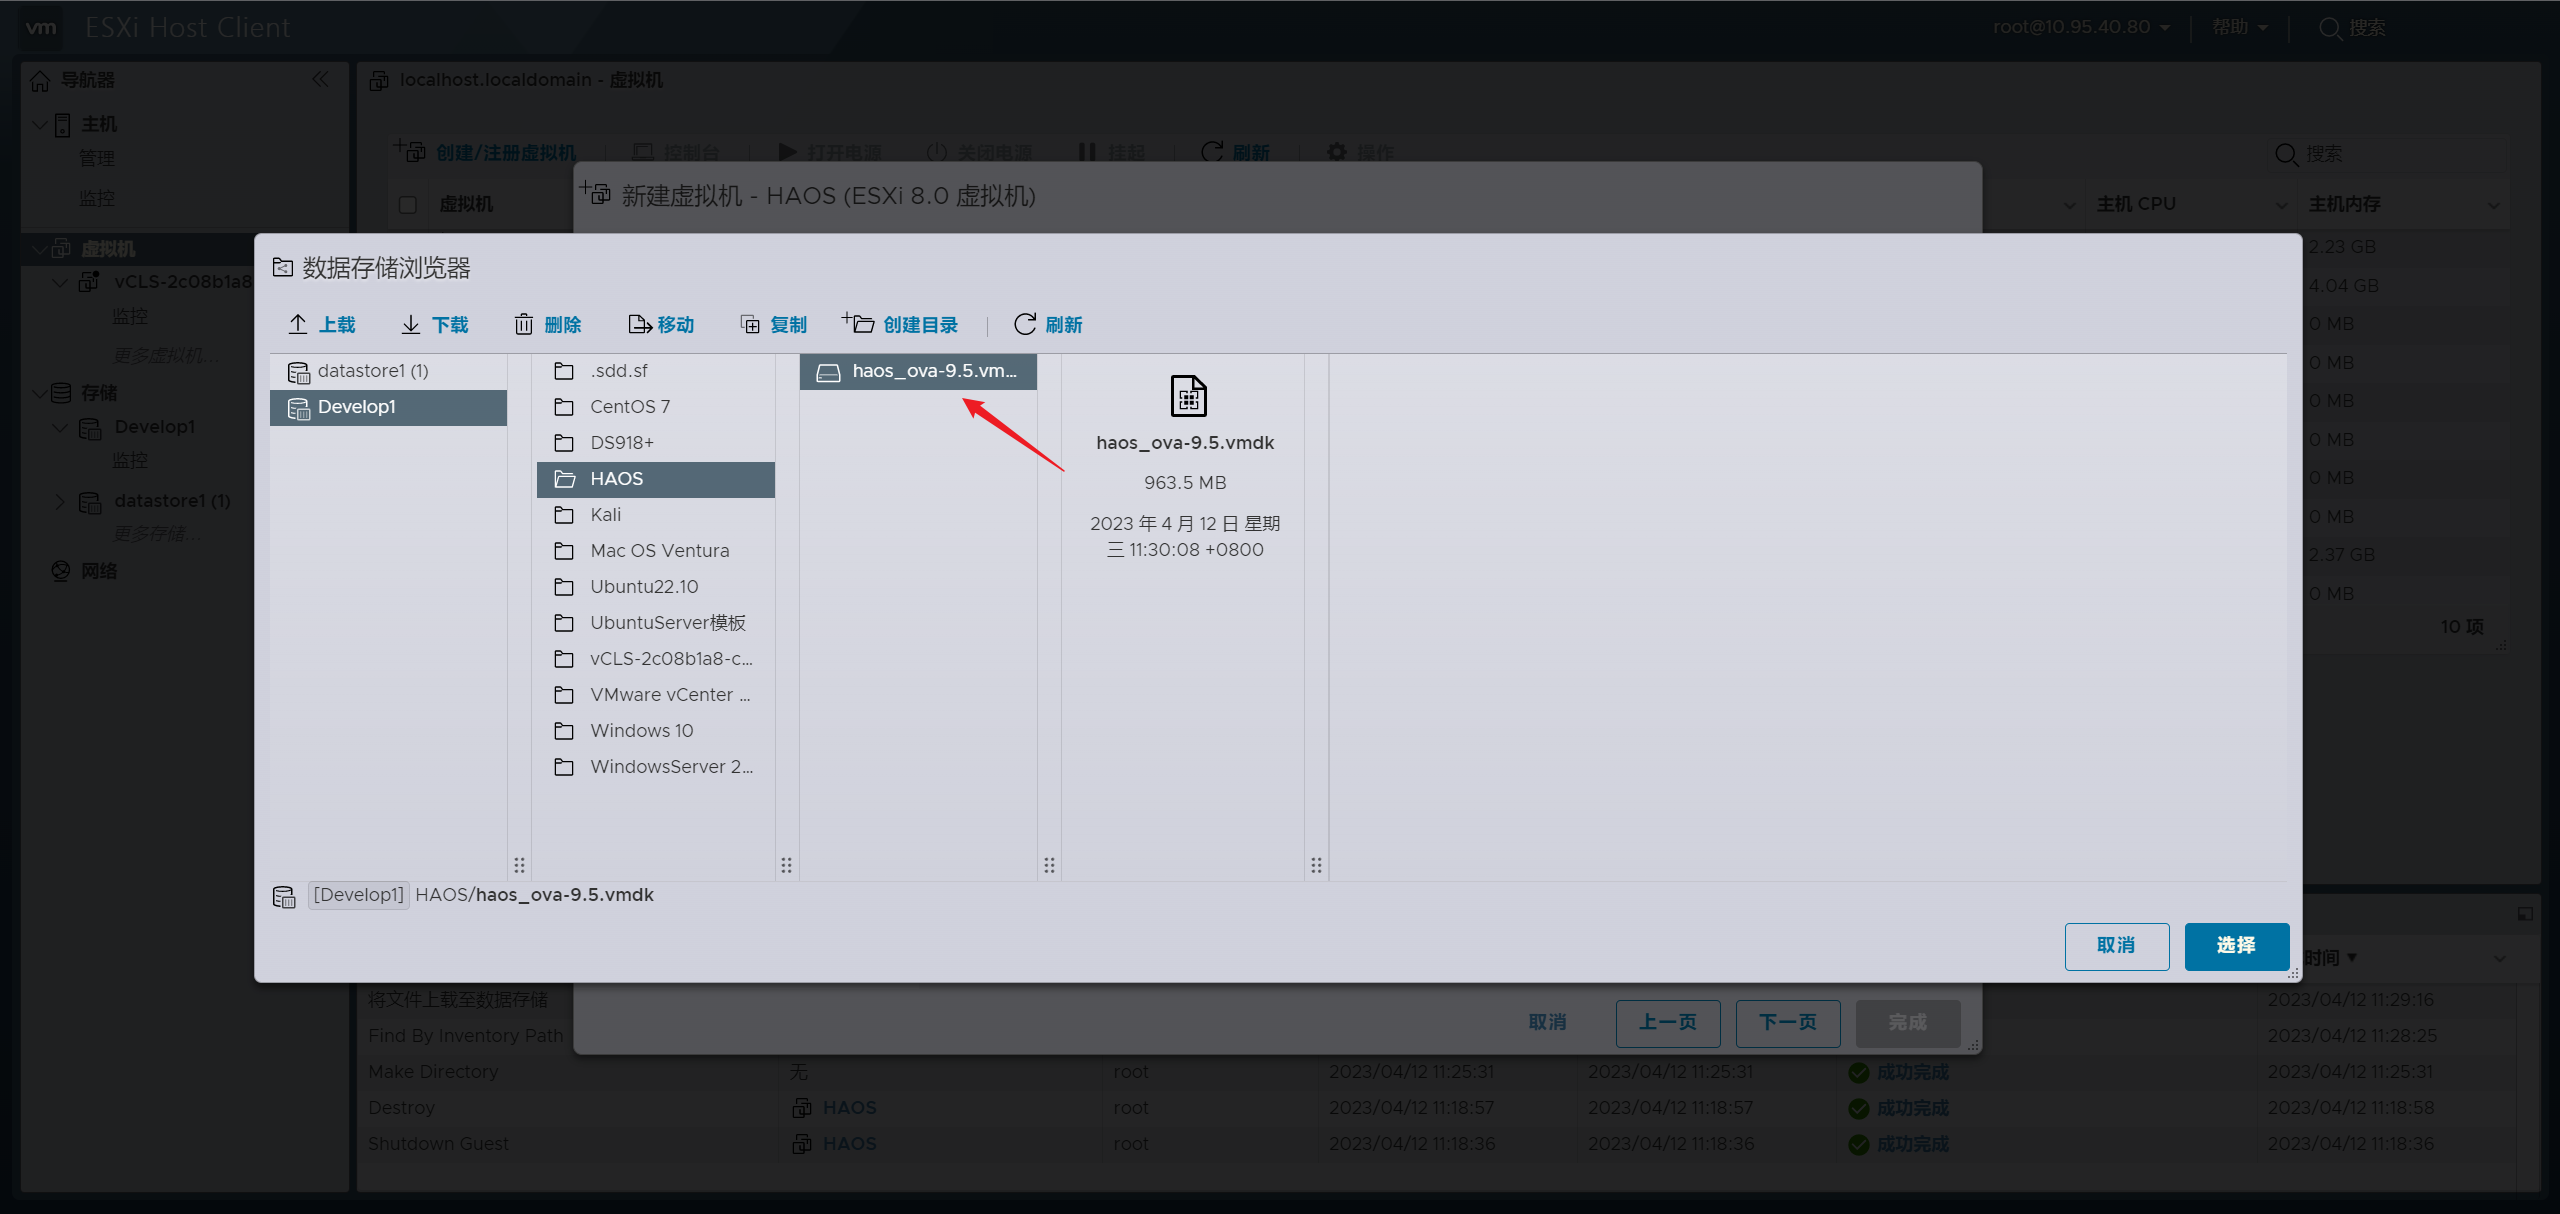 vm ESXi Host Client root@10.95.40.80 帮助 搜索
导航器
主机
管理
监控
虚拟机
vCLS-2c08b1a8
监控
更多虚拟机...
存储
Develop1
监控
datastore1 (1)
更多存储...
网络
localhost.localdomain - 虚拟机
创建/注册虚拟机 控制台 打开电源 关闭电源 挂起 刷新 操作 搜索
虚拟机 主机 CPU 主机内存
2.23 GB
4.04 GB
0 MB
0 MB
0 MB
0 MB
0 MB
0 MB
2.37 GB
0 MB
10 项
新建虚拟机 - HAOS (ESXi 8.0 虚拟机)
数据存储浏览器
上载 下载 删除 移动 复制 创建目录 刷新
datastore1 (1)
Develop1
.sdd.sf
CentOS 7
DS918+
HAOS
Kali
Mac OS Ventura
Ubuntu22.10
UbuntuServer模板
vCLS-2c08b1a8-c...
VMware vCenter ...
Windows 10
WindowsServer 2...
haos_ova-9.5.vm...
haos_ova-9.5.vmdk
963.5 MB
2023 年 4 月 12 日 星期
三 11:30:08 +0800
[Develop1] HAOS/haos_ova-9.5.vmdk
取消 选择
取消 上一页 下一页 完成
时间 ▼
将文件上载至数据存储 2023/04/12 11:29:16
Find By Inventory Path 2023/04/12 11:28:25
Make Directory 无 root 2023/04/12 11:25:31 2023/04/12 11:25:31 成功完成 2023/04/12 11:25:31
Destroy HAOS root 2023/04/12 11:18:57 2023/04/12 11:18:57 成功完成 2023/04/12 11:18:58
Shutdown Guest HAOS root 2023/04/12 11:18:36 2023/04/12 11:18:36 成功完成 2023/04/12 11:18:36